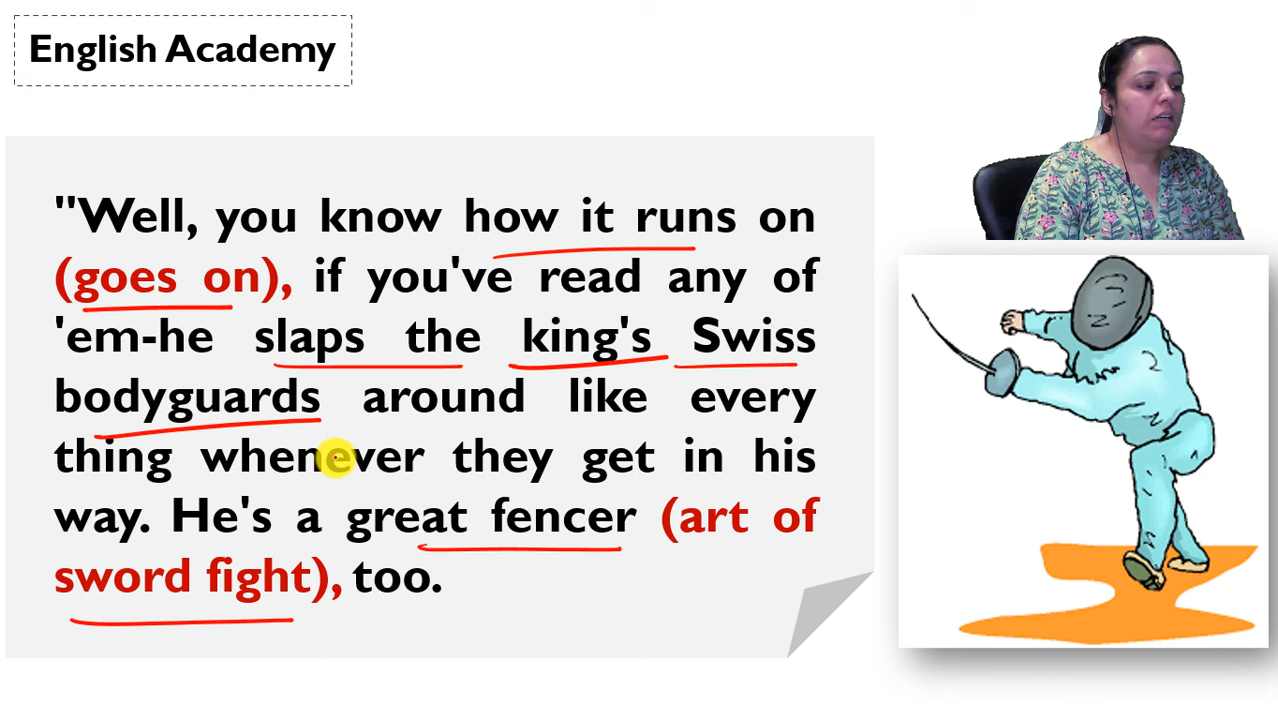 English Academy
"Well, you know how it runs on
(goes on), if you've read any of
'em-he slaps the king's Swiss
bodyguards around like every
thing whenever they get in his
way. He's a great fencer (art of
sword fight), too.